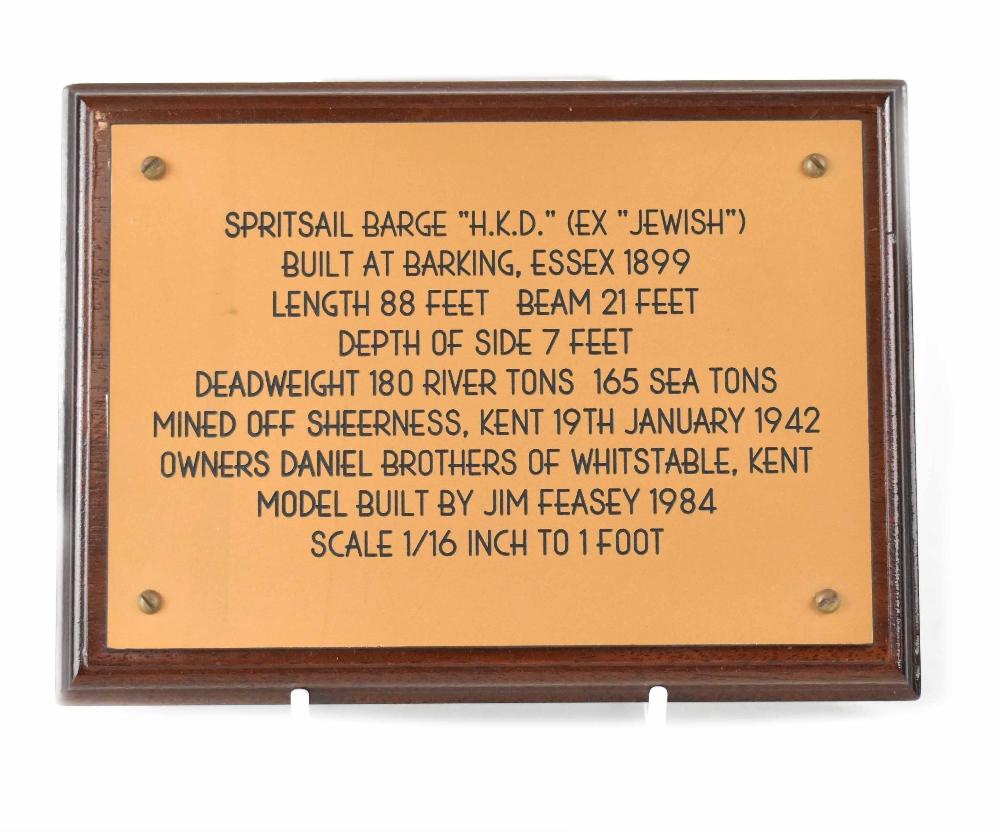 SPRITSAIL BARGE "H.K.D." (EX "JEWISH")
BUILT AT BARKING, ESSEX 1899
LENGTH 88 FEET BEAM 21 FEET
DEPTH OF SIDE 7 FEET
DEADWEIGHT 180 RIVER TONS 165 SEA TONS
MINED OFF SHEERNESS, KENT 19TH JANUARY 1942
OWNERS DANIEL BROTHERS OF WHITSTABLE, KENT
MODEL BUILT BY JIM FEASEY 1984
SCALE 1/16 INCH TO 1 FOOT